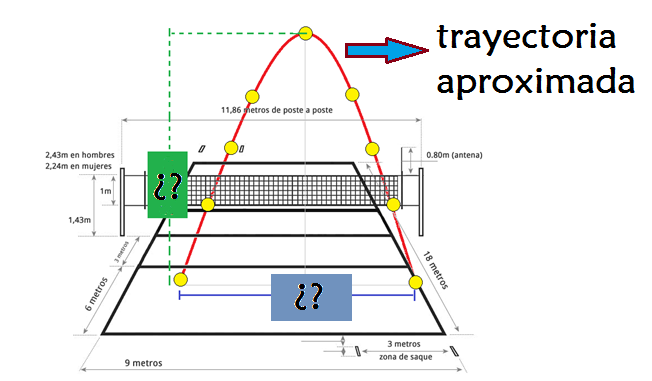 trayectoria
aproximada
11,86 metros de poste a poste
2,43m en hombres
2,24m en mujeres
0.80m (antena)
¿?
1m
1,43m
3 metros
18 metros
6 metros
¿?
3 metros
zona de saque
9 metros